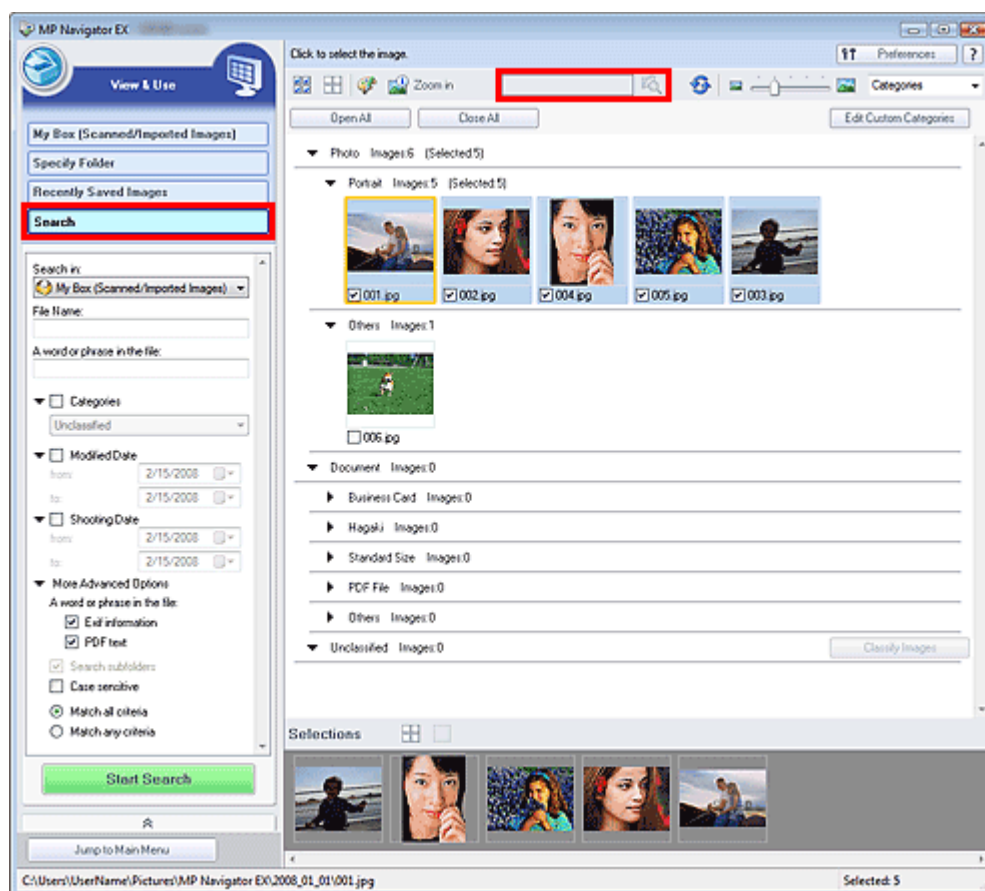 MP Navigator EX
View & Use
My Box (Scanned/Imported Images)
Specify Folder
Recently Saved Images
Search
Search in:
My Box (Scanned/Imported Images)
File Name:
A word or phrase in the file:
Categories
Unclassified
Modified Date
from: 2/15/2008
to: 2/15/2008
Shooting Date
from: 2/15/2008
to: 2/15/2008
More Advanced Options
A word or phrase in the file:
Exif information
PDF text
Search subfolders
Case sensitive
Match all criteria
Match any criteria
Start Search
Jump to Main Menu
Click to select the image.
Preferences ?
Zoom in
Categories
Open All Close All Edit Custom Categories
Photo Images:6 (Selected:5)
Portrait Images:5 (Selected:5)
001.jpg 002.jpg 004.jpg 005.jpg 003.jpg
Others Images:1
006.jpg
Document Images:0
Business Card Images:0
Hagaki Images:0
Standard Size Images:0
PDF File Images:0
Others Images:0
Unclassified Images:0 Classify Images
Selections
C:\Users\UserName\Pictures\MP Navigator EX\2008_01_01\001.jpg Selected: 5